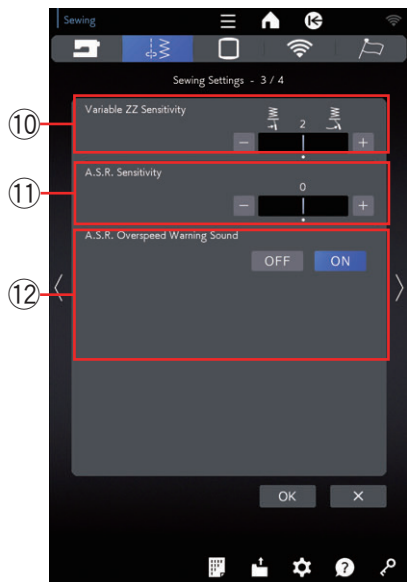 Sewing
Sewing Settings - 3 / 4
⑩
Variable ZZ Sensitivity
2
− +
⑪
A.S.R. Sensitivity
0
− +
⑫
A.S.R. Overspeed Warning Sound
OFF ON
OK ×
?